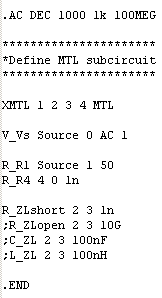 .AC DEC 1000 1k 100MEG
**********************
*Define MTL subcircuit
**********************
XMTL 1 2 3 4 MTL
V_Vs Source 0 AC 1
R_R1 Source 1 50
R_R4 4 0 1n
R_ZLshort 2 3 1n
;R_ZLopen 2 3 10G
;C_ZL 2 3 100nF
;L_ZL 2 3 100nH
.END